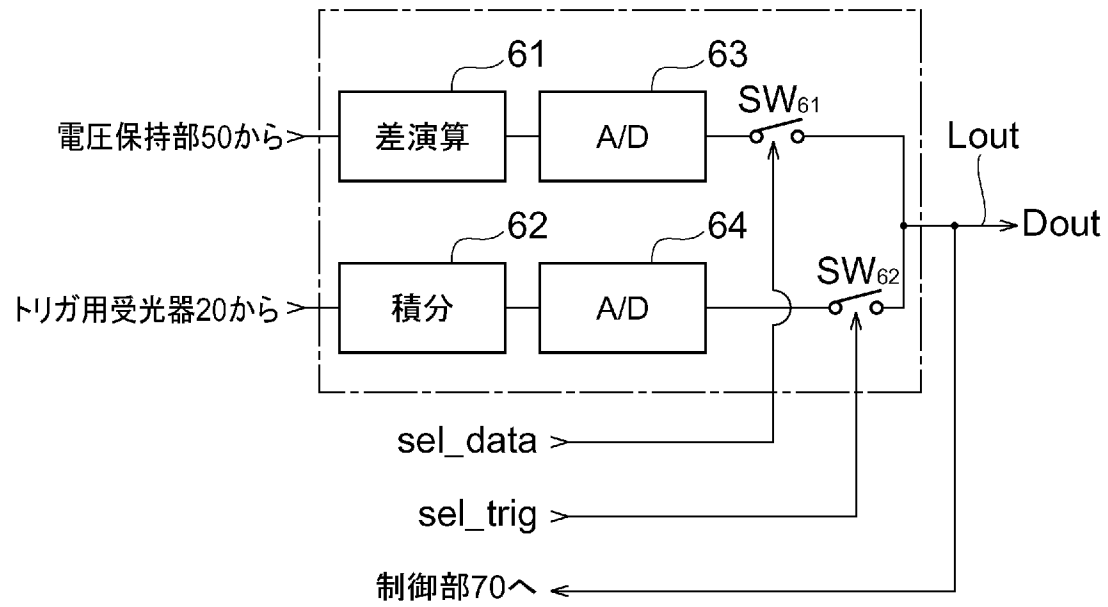 61
63
SW61
電圧保持部50から
差演算
A/D
Lout
Dout
62
64
SW62
トリガ用受光器20から
積分
A/D
sel_data
sel_trig
制御部70へ